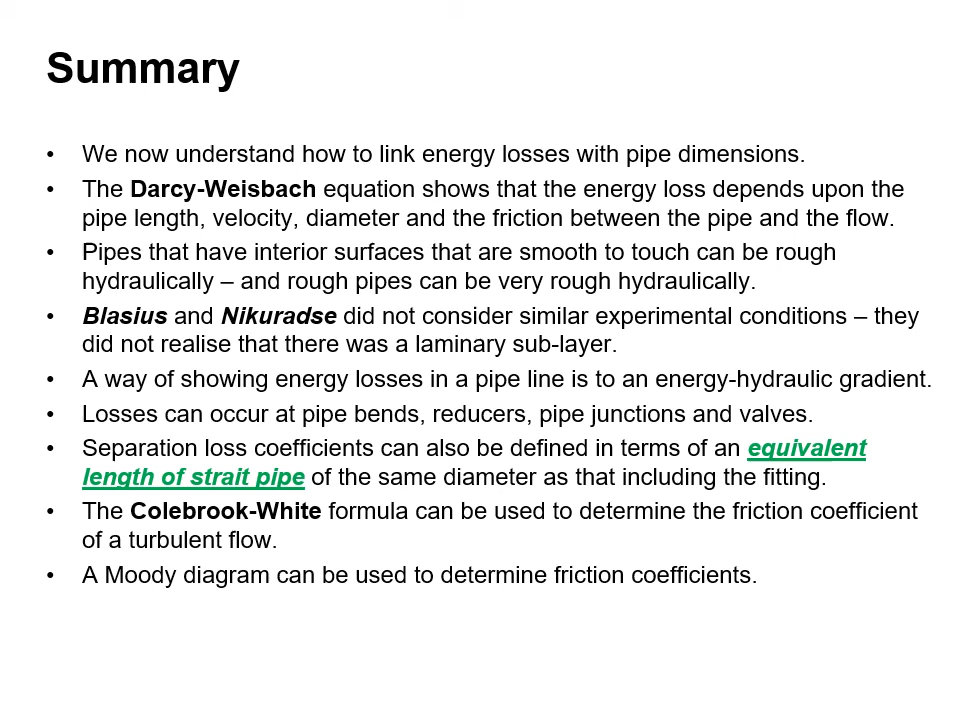 Summary
• We now understand how to link energy losses with pipe dimensions.
• The Darcy-Weisbach equation shows that the energy loss depends upon the
pipe length, velocity, diameter and the friction between the pipe and the flow.
• Pipes that have interior surfaces that are smooth to touch can be rough
hydraulically – and rough pipes can be very rough hydraulically.
• Blasius and Nikuradse did not consider similar experimental conditions – they
did not realise that there was a laminary sub-layer.
• A way of showing energy losses in a pipe line is to an energy-hydraulic gradient.
• Losses can occur at pipe bends, reducers, pipe junctions and valves.
• Separation loss coefficients can also be defined in terms of an equivalent
length of strait pipe of the same diameter as that including the fitting.
• The Colebrook-White formula can be used to determine the friction coefficient
of a turbulent flow.
• A Moody diagram can be used to determine friction coefficients.